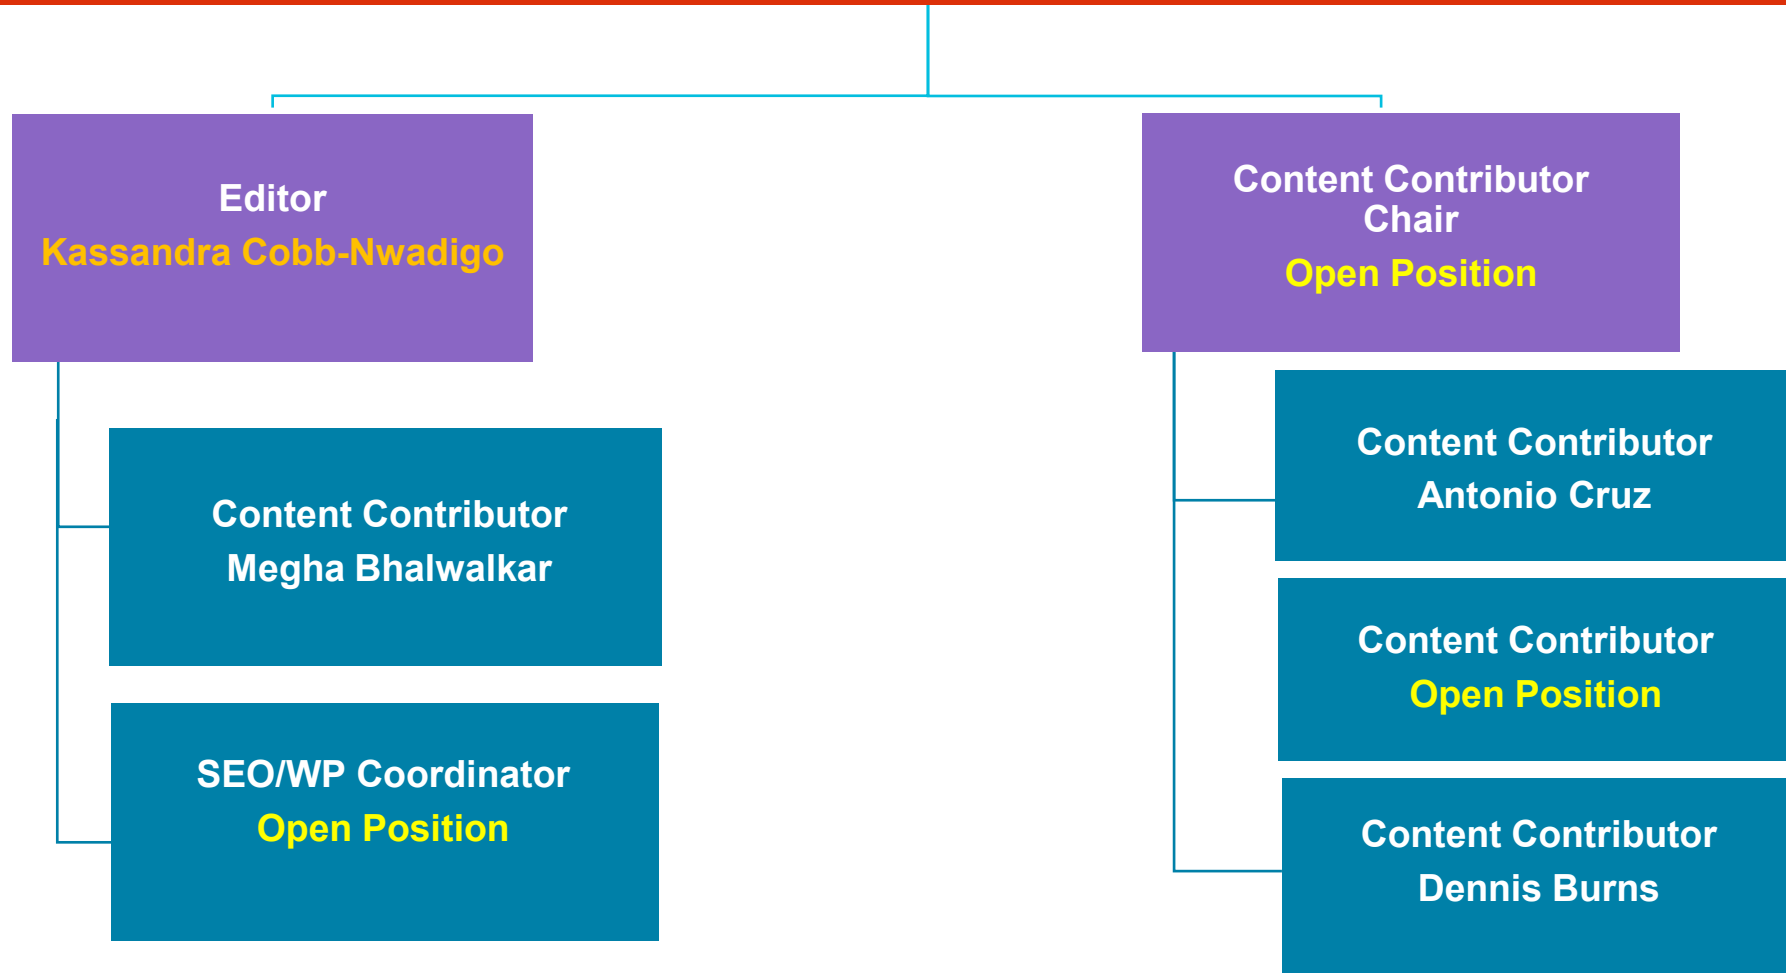 Editor
Kassandra Cobb-Nwadigo
Content Contributor
Megha Bhalwalkar
SEO/WP Coordinator
Open Position
Content Contributor
Chair
Open Position
Content Contributor
Antonio Cruz
Content Contributor
Open Position
Content Contributor
Dennis Burns